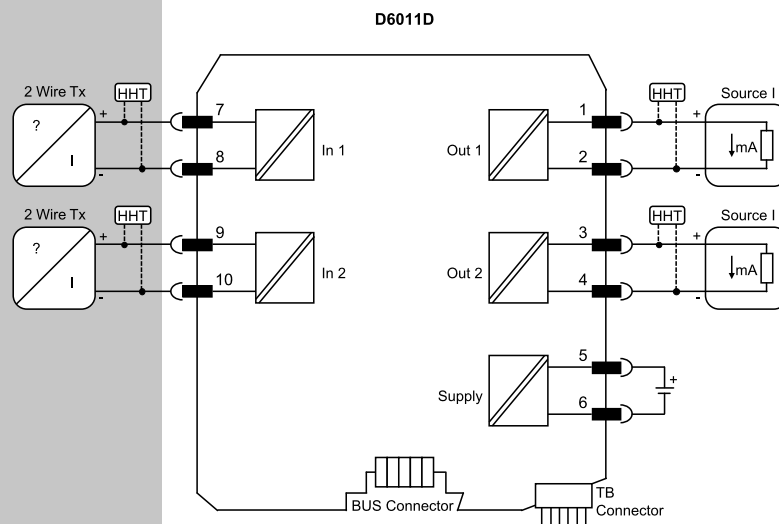 D6011D
2 Wire Tx
HHT
HHT
Source I
+
7
1
+
?
In 1
Out 1
mA
I
8
2
-
-
2 Wire Tx
HHT
HHT
Source I
+
9
3
+
?
In 2
Out 2
mA
I
10
4
-
-
5
+
Supply
6
BUS Connector
TB
Connector